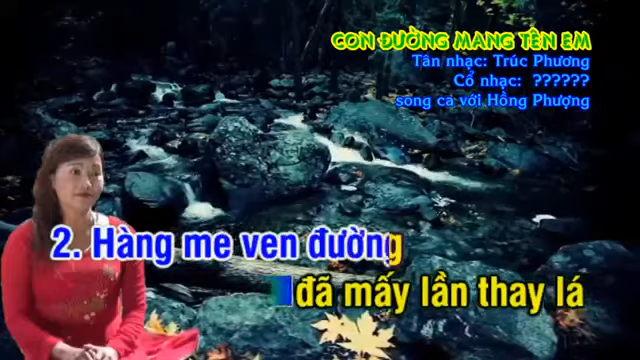 CON ĐƯỜNG MANG TÊN EM
Tân nhạc: Trúc Phương
Cổ nhạc: ??????
song ca với Hồng Phượng
2. Hàng me ven đường
đã mấy lần thay lá